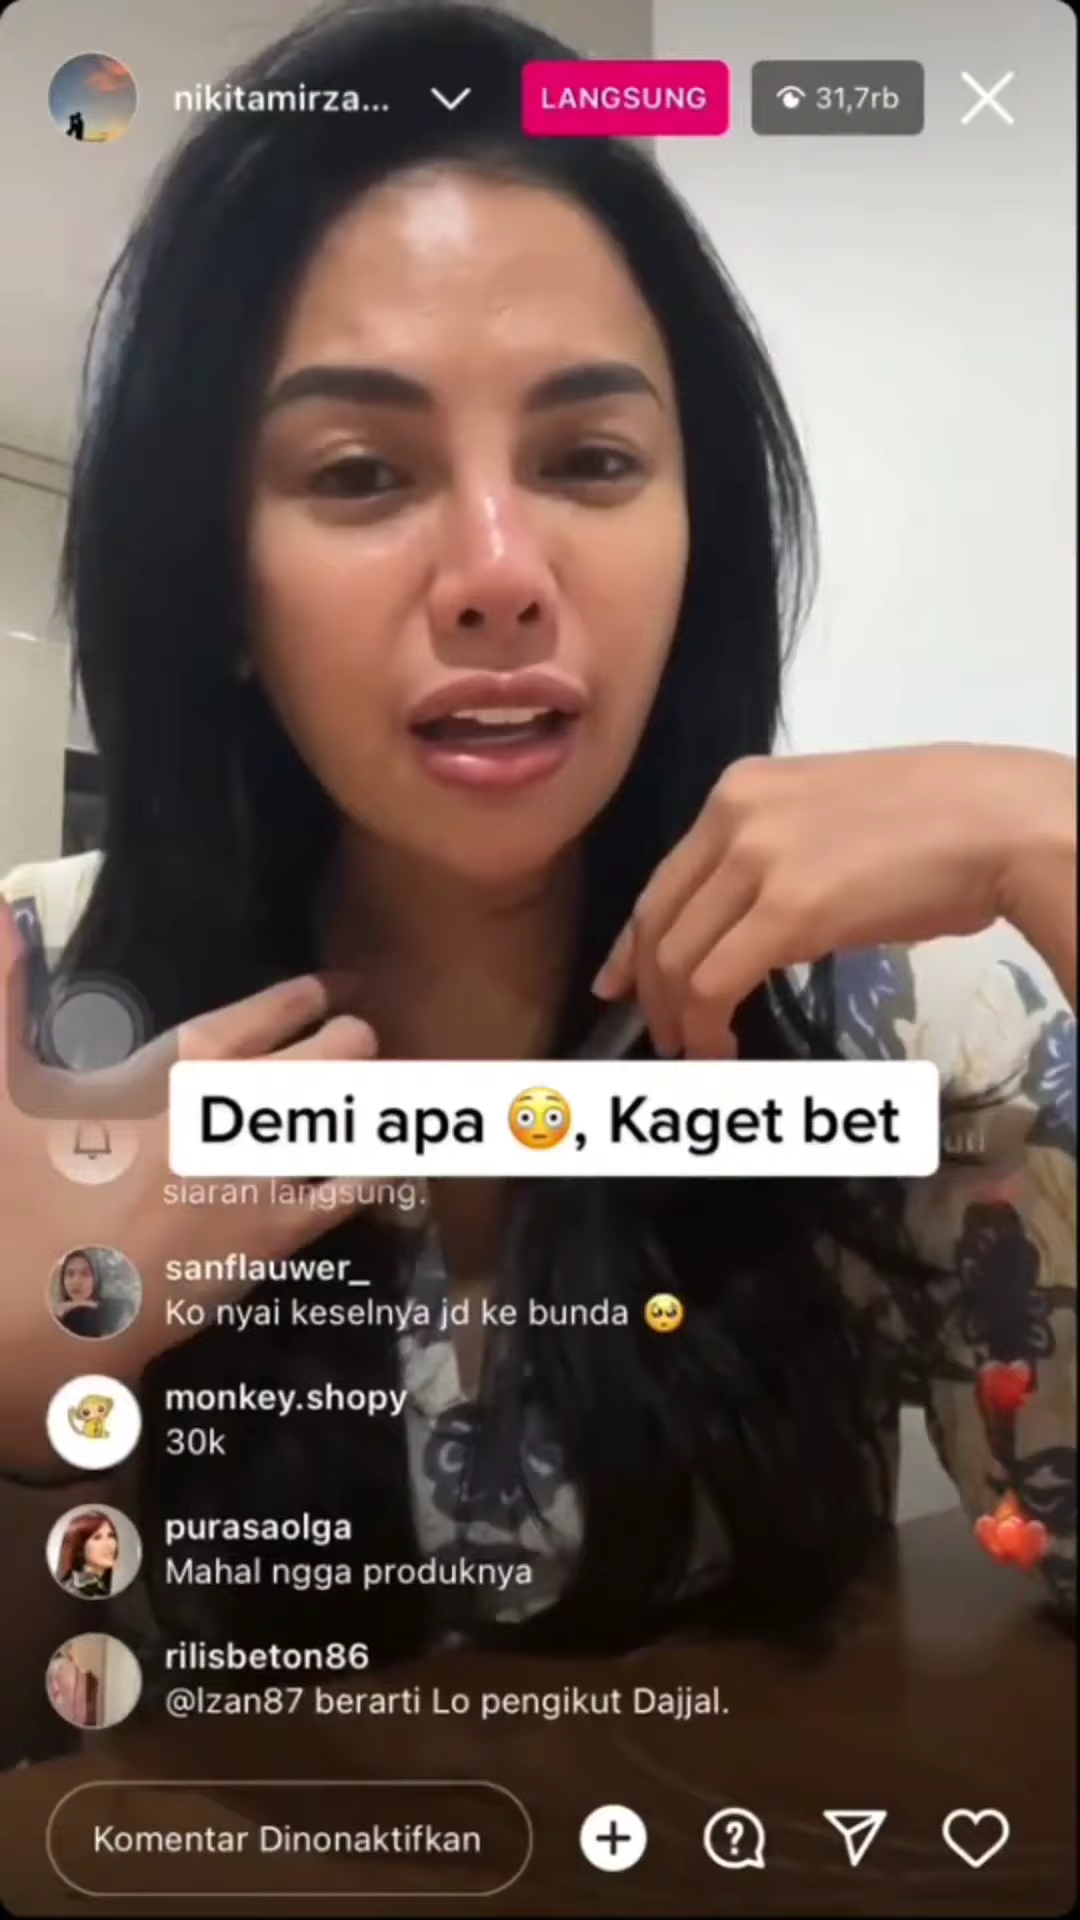 nikitamirza...
LANGSUNG
31,7rb
Demi apa 😳, Kaget bet
siaran langsung.
sanflauwer_
Ko nyai keselnya jd ke bunda 🥺
monkey.shopy
30k
purasaolga
Mahal ngga produknya
rilisbeton86
@Izan87 berarti Lo pengikut Dajjal.
Komentar Dinonaktifkan